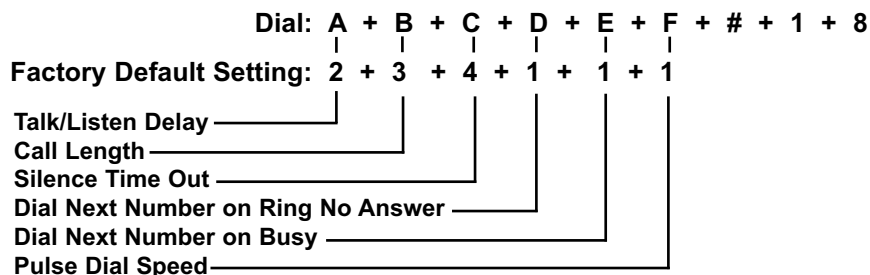 Dial: A + B + C + D + E + F + # + 1 + 8
Factory Default Setting: 2 + 3 + 4 + 1 + 1 + 1
Talk/Listen Delay
Call Length
Silence Time Out
Dial Next Number on Ring No Answer
Dial Next Number on Busy
Pulse Dial Speed